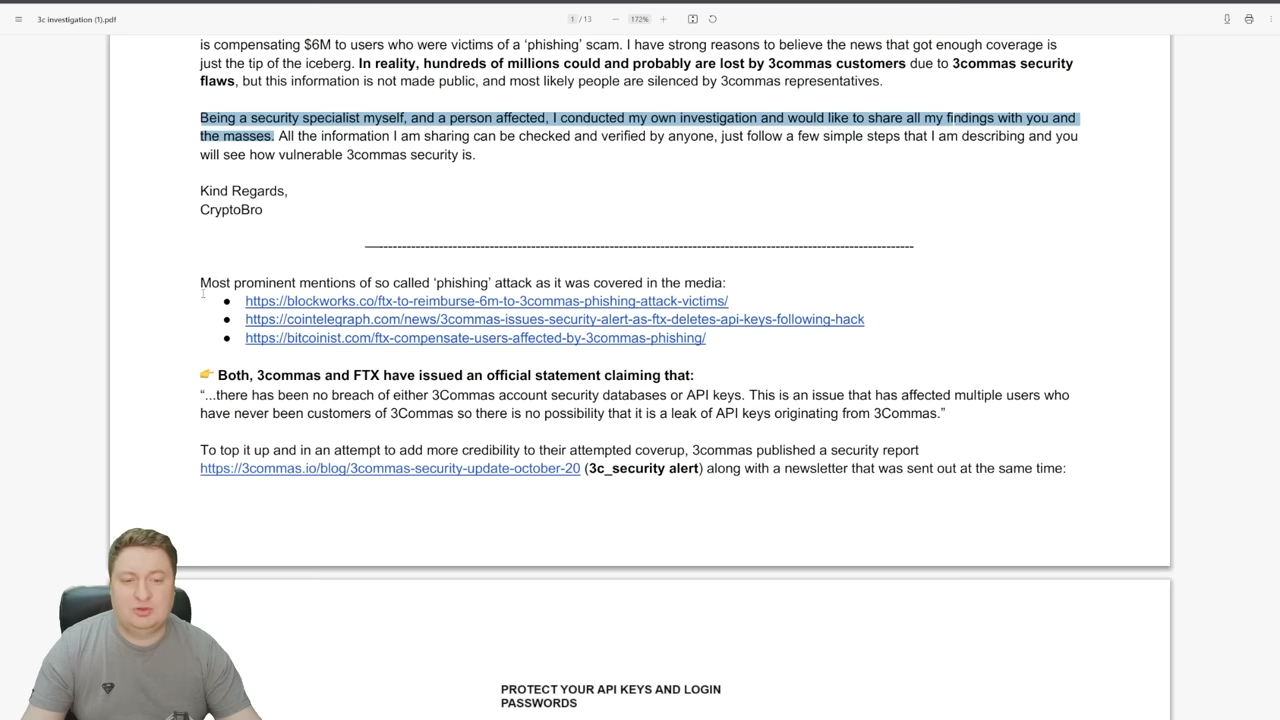 3c investigation (1).pdf
1 / 13
172%
is compensating $6M to users who were victims of a ‘phishing’ scam. I have strong reasons to believe the news that got enough coverage is
just the tip of the iceberg. In reality, hundreds of millions could and probably are lost by 3commas customers due to 3commas security
flaws, but this information is not made public, and most likely people are silenced by 3commas representatives.
Being a security specialist myself, and a person affected, I conducted my own investigation and would like to share all my findings with you and
the masses. All the information I am sharing can be checked and verified by anyone, just follow a few simple steps that I am describing and you
will see how vulnerable 3commas security is.
Kind Regards,
CryptoBro
—-------------------------------------------------------------------------------------------------------------------
Most prominent mentions of so called ‘phishing’ attack as it was covered in the media:
● https://blockworks.co/ftx-to-reimburse-6m-to-3commas-phishing-attack-victims/
● https://cointelegraph.com/news/3commas-issues-security-alert-as-ftx-deletes-api-keys-following-hack
● https://bitcoinist.com/ftx-compensate-users-affected-by-3commas-phishing/
👉 Both, 3commas and FTX have issued an official statement claiming that:
“...there has been no breach of either 3Commas account security databases or API keys. This is an issue that has affected multiple users who
have never been customers of 3Commas so there is no possibility that it is a leak of API keys originating from 3Commas.”
To top it up and in an attempt to add more credibility to their attempted coverup, 3commas published a security report
https://3commas.io/blog/3commas-security-update-october-20 (3c_security alert) along with a newsletter that was sent out at the same time:
PROTECT YOUR API KEYS AND LOGIN
PASSWORDS